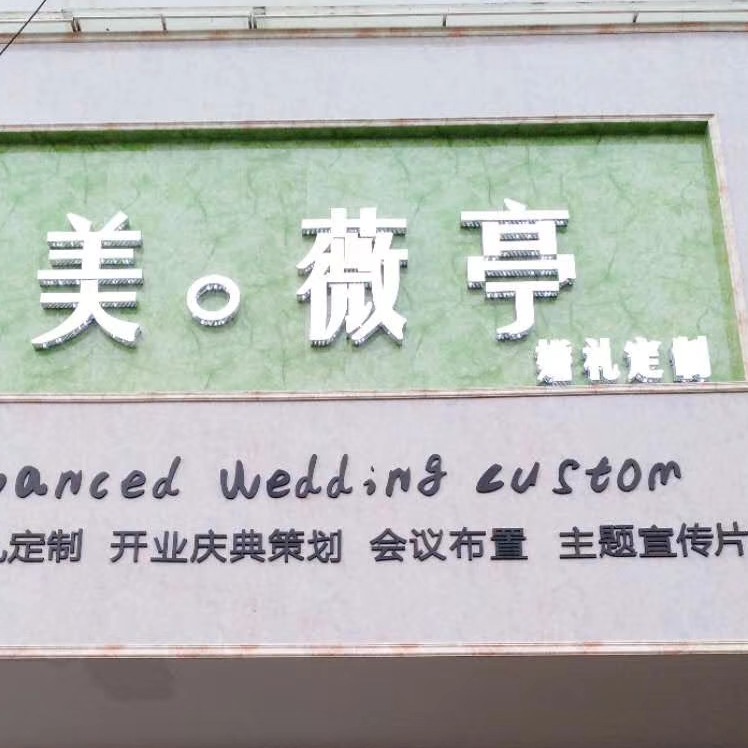 美。薇亭
婚礼定制
vanced wedding custom
礼定制 开业庆典策划 会议布置 主题宣传片